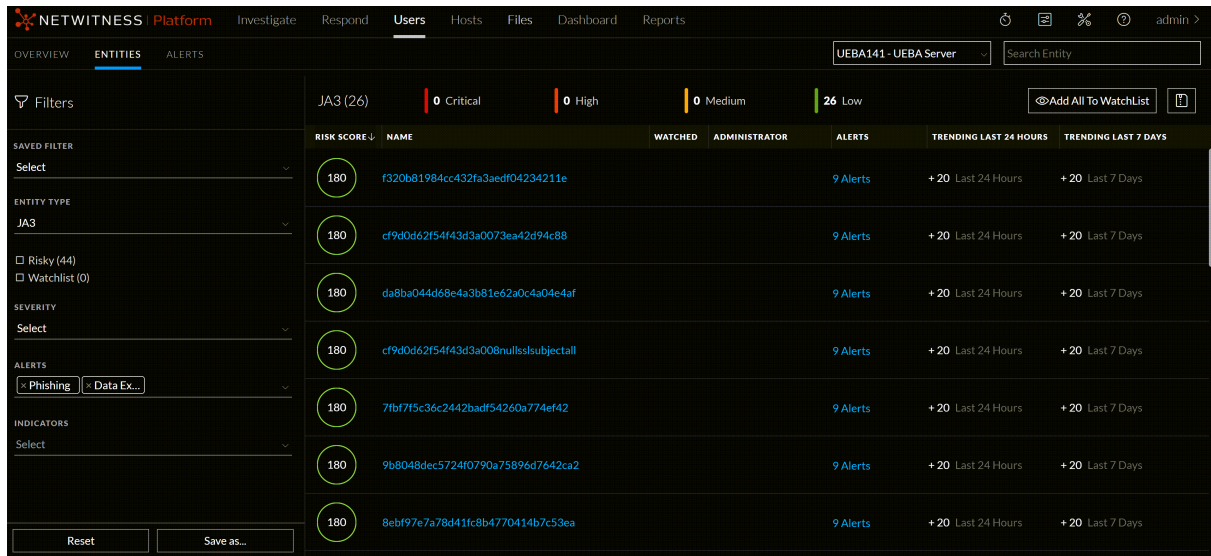 NETWITNESS Platform Investigate Respond Users Hosts Files Dashboard Reports admin >
OVERVIEW ENTITIES ALERTS UEBA141 - UEBA Server Search Entity
Filters
SAVED FILTER
Select
ENTITY TYPE
JA3
Risky (44)
Watchlist (0)
SEVERITY
Select
ALERTS
× Phishing × Data Ex...
INDICATORS
Select
Reset Save as...
JA3 (26) 0 Critical 0 High 0 Medium 26 Low Add All To WatchList
RISK SCORE NAME WATCHED ADMINISTRATOR ALERTS TRENDING LAST 24 HOURS TRENDING LAST 7 DAYS
180 f320b81984cc432fa3aedf04234211e 9 Alerts + 20 Last 24 Hours + 20 Last 7 Days
180 cf9d0d62f54f43d3a0073ea42d94c88 9 Alerts + 20 Last 24 Hours + 20 Last 7 Days
180 da8ba044d68e4a3b81e62a0c4a04e4af 9 Alerts + 20 Last 24 Hours + 20 Last 7 Days
180 cf9d0d62f54f43d3a008nullsslsubjectall 9 Alerts + 20 Last 24 Hours + 20 Last 7 Days
180 7fbf7f5c36c2442badf54260a774ef42 9 Alerts + 20 Last 24 Hours + 20 Last 7 Days
180 9b8048dec5724f0790a75896d7642ca2 9 Alerts + 20 Last 24 Hours + 20 Last 7 Days
180 8ebf97e7a78d41fc8b4770414b7c53ea 9 Alerts + 20 Last 24 Hours + 20 Last 7 Days